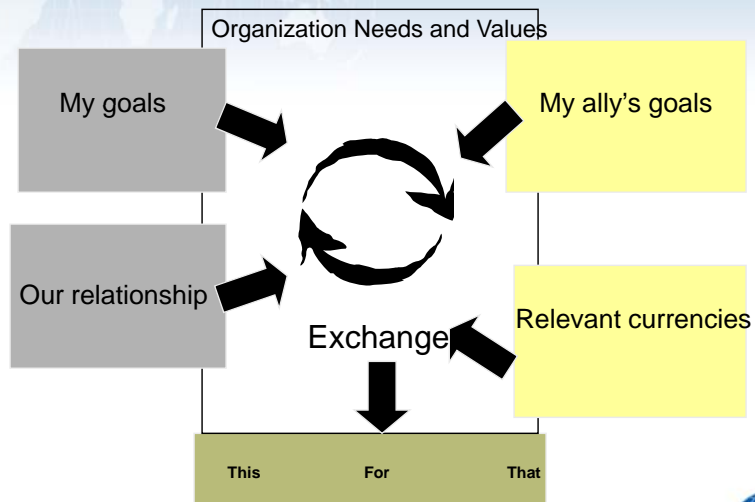 Organization Needs and Values
My goals
My ally's goals
Our relationship
Relevant currencies
Exchange
This For That